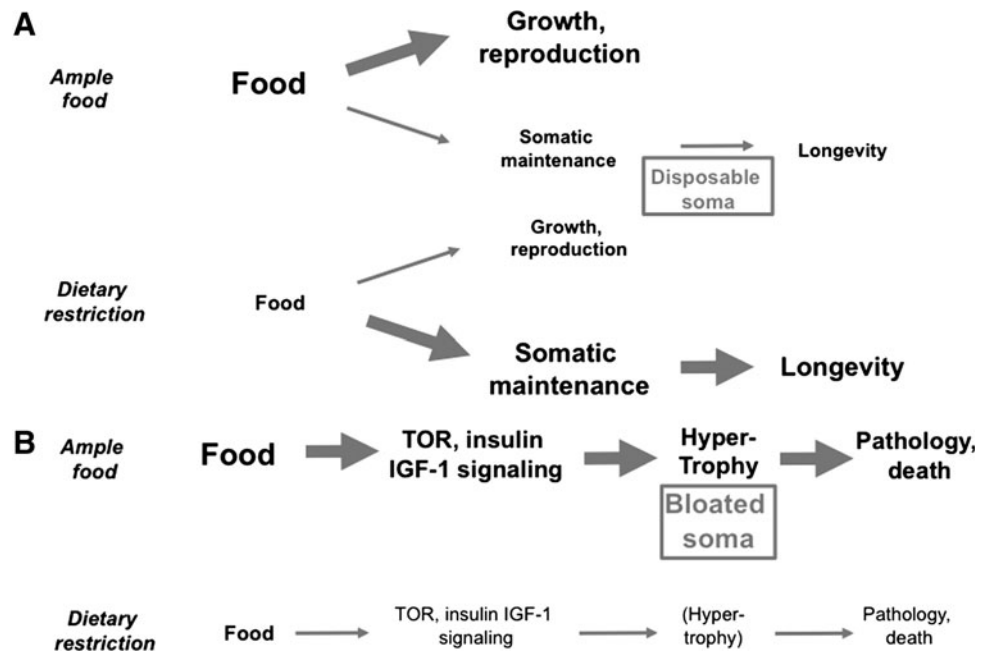 A
Ample
food
Food
Growth,
reproduction
Somatic
maintenance
Longevity
Disposable
soma
Dietary
restriction
Food
Growth,
reproduction
Somatic
maintenance
Longevity
B
Ample
food
Food
TOR, insulin
IGF-1 signaling
Hyper-
Trophy
Pathology,
death
Bloated
soma
Dietary
restriction
Food
TOR, insulin IGF-1
signaling
(Hyper-
trophy)
Pathology,
death